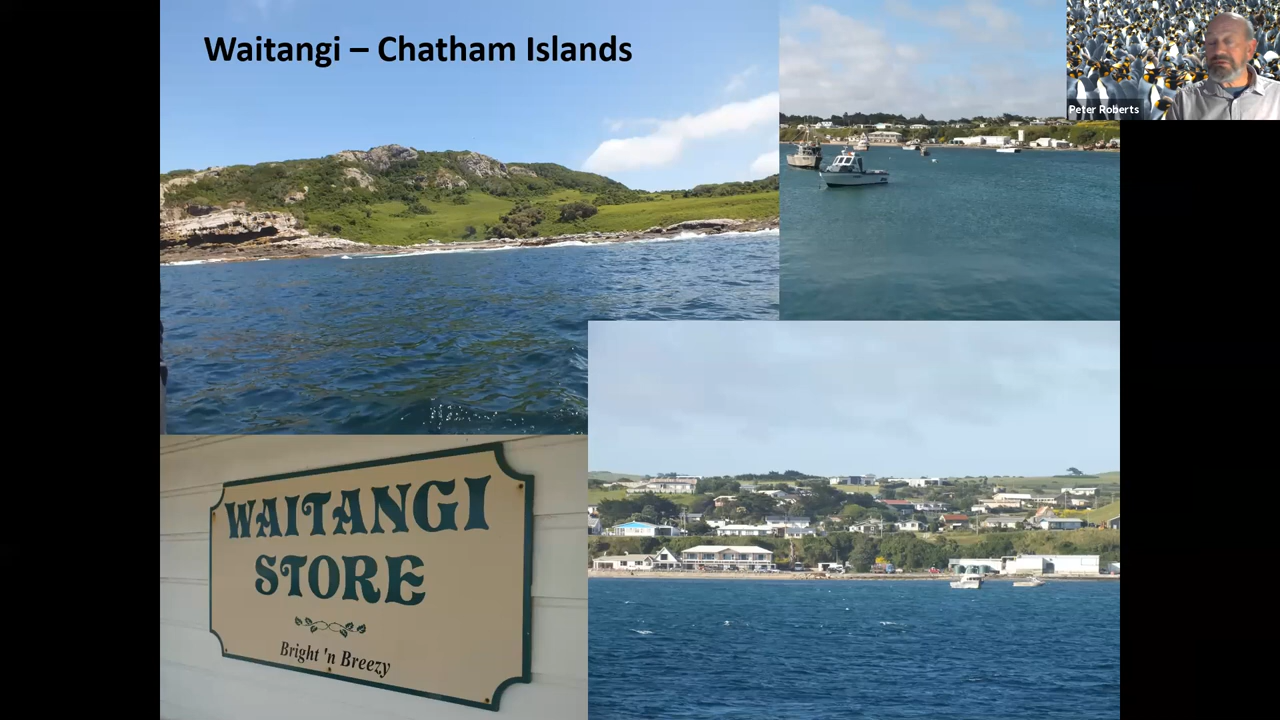 Waitangi – Chatham Islands
Peter Roberts
WAITANGI
STORE
Bright 'n Breezy